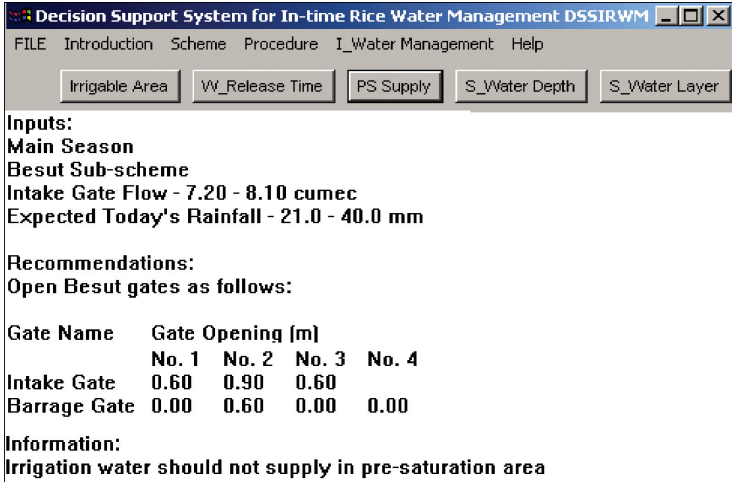 Decision Support System for In-time Rice Water Management DSSIRWM
FILE Introduction Scheme Procedure I_Water Management Help
Irrigable Area W_Release Time PS Supply S_Water Depth S_Water Layer
Inputs:
Main Season
Besut Sub-scheme
Intake Gate Flow - 7.20 - 8.10 cumec
Expected Today's Rainfall - 21.0 - 40.0 mm
Recommendations:
Open Besut gates as follows:
Gate Name Gate Opening (m)
No. 1 No. 2 No. 3 No. 4
Intake Gate 0.60 0.90 0.60
Barrage Gate 0.00 0.60 0.00 0.00
Information:
Irrigation water should not supply in pre-saturation area